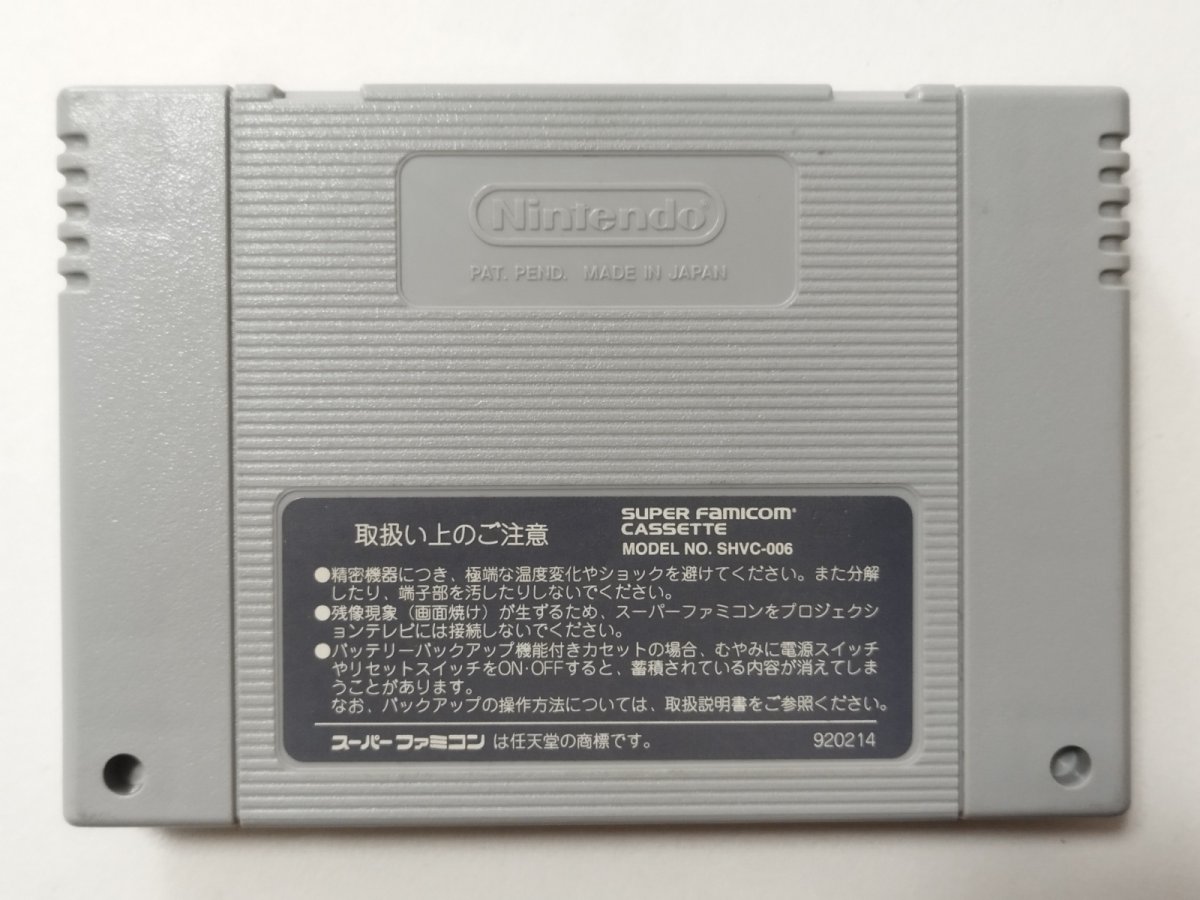 Nintendo®
PAT. PEND. MADE IN JAPAN
取扱い上のご注意
SUPER FAMICOM®
CASSETTE
MODEL NO. SHVC-006
●精密機器につき、極端な温度変化やショックを避けてください。また分解
したり、端子部を汚したりしないでください。
●残像現象（画面焼け）が生ずるため、スーパーファミコンをプロジェクシ
ョンテレビには接続しないでください。
●バッテリーバックアップ機能付きカセットの場合、むやみに電源スイッチ
やリセットスイッチをON·OFFすると、蓄積されている内容が消えてしま
うことがあります。
なお、バックアップの操作方法については、取扱説明書をご参照ください。
スーパーファミコン は任天堂の商標です。 920214